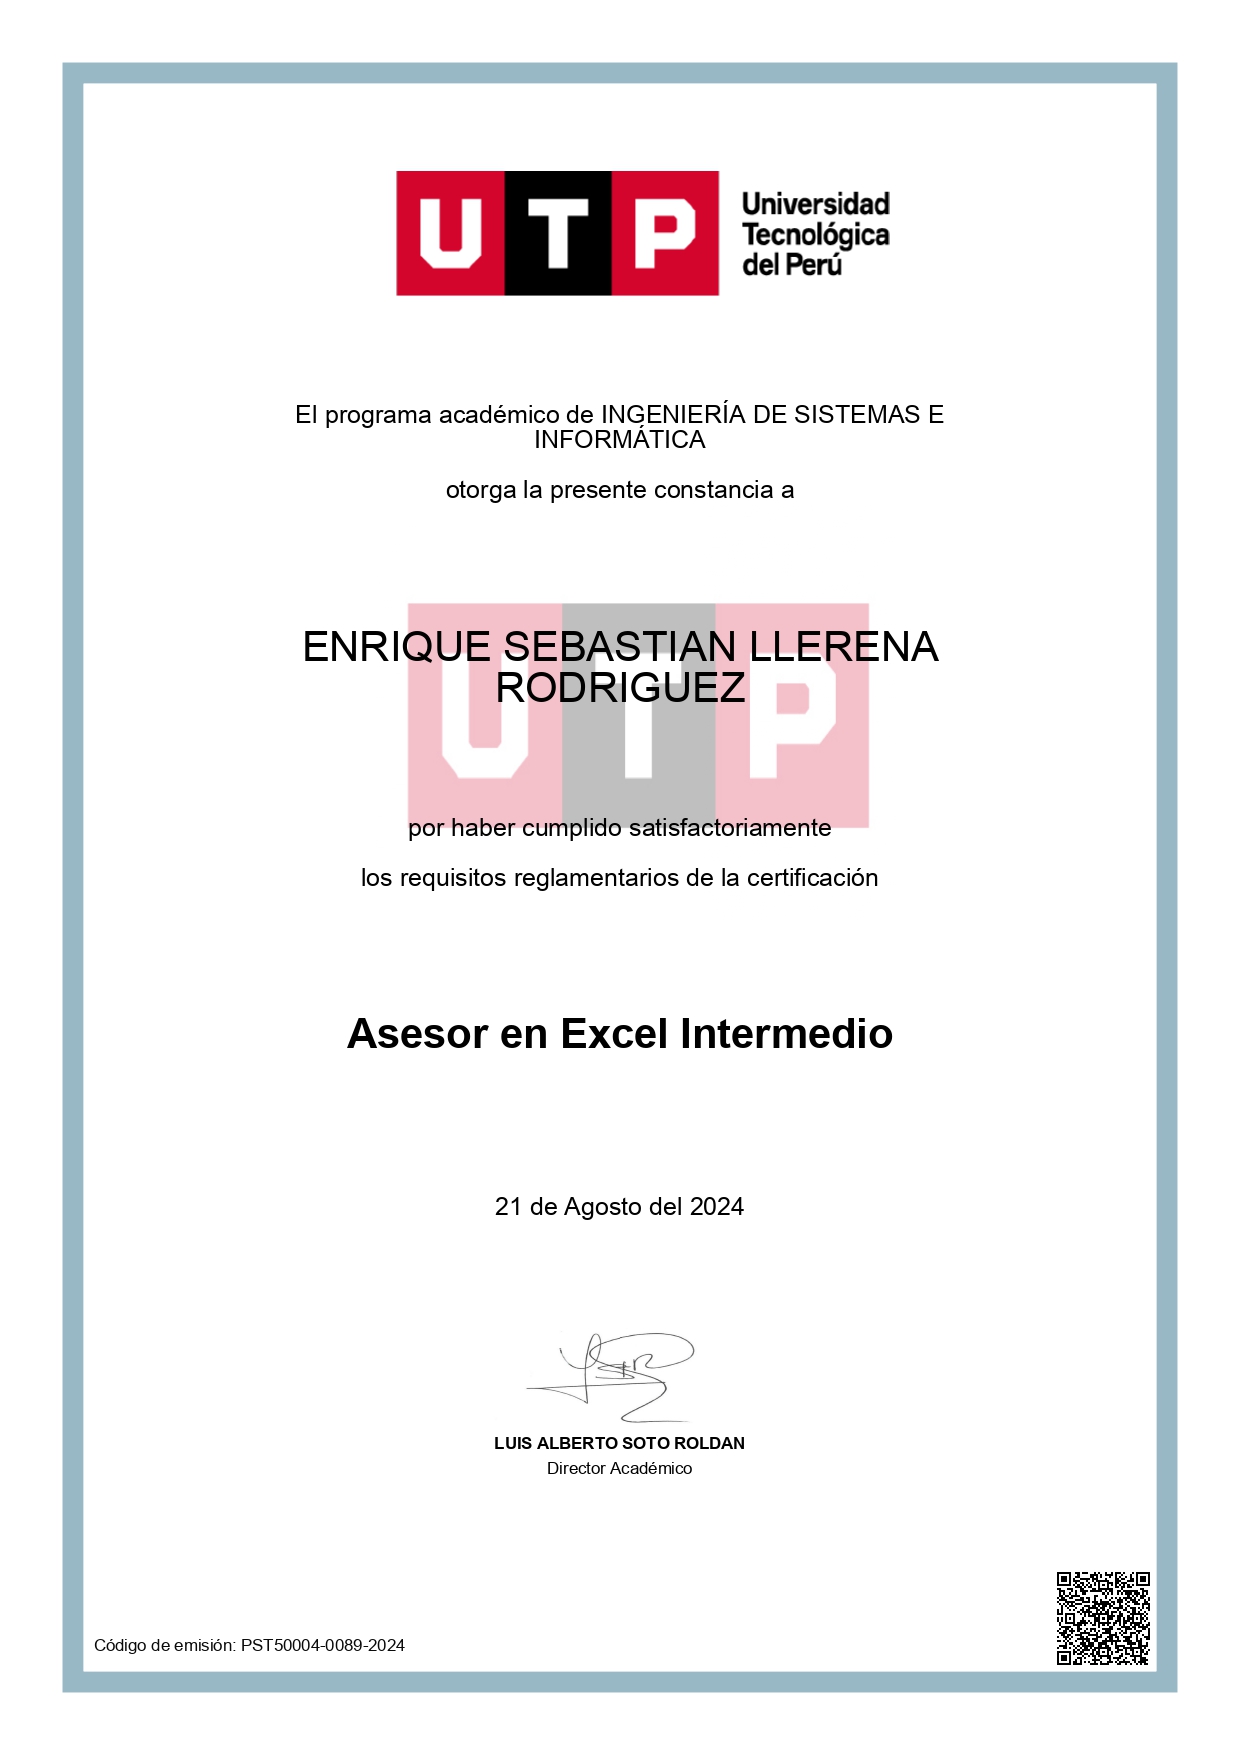 UTP
Universidad
Tecnológica
del Perú
El programa académico de INGENIERÍA DE SISTEMAS E
INFORMÁTICA
otorga la presente constancia a
ENRIQUE SEBASTIAN LLERENA
RODRIGUEZ
UTP
por haber cumplido satisfactoriamente
los requisitos reglamentarios de la certificación
Asesor en Excel Intermedio
21 de Agosto del 2024
LUIS ALBERTO SOTO ROLDAN
Director Académico
Código de emisión: PST50004-0089-2024